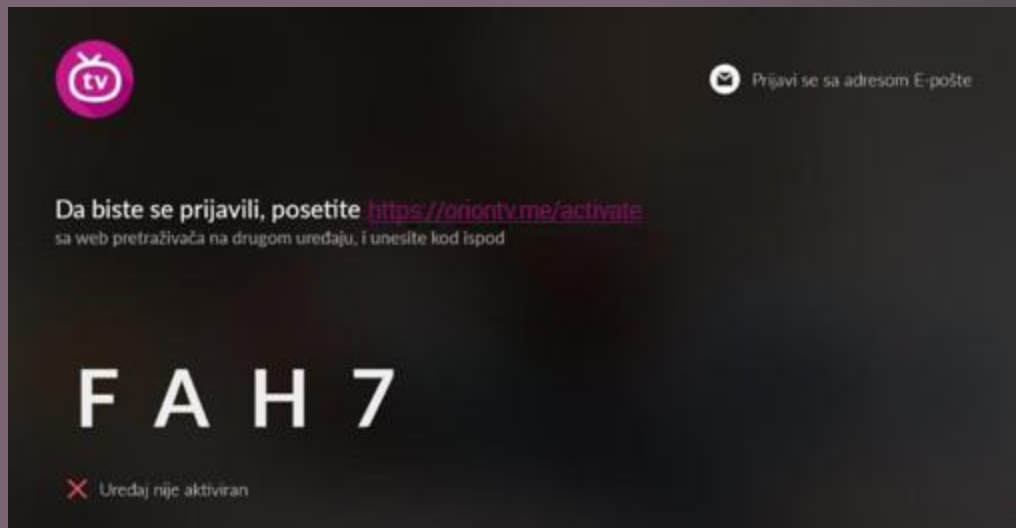 tv
Prijavi se sa adresom E-pošte
Da biste se prijavili, posetite https://oriontv.me/activate
sa web pretraživača na drugom uređaju, i unesite kod ispod
F A H 7
Uređaj nije aktiviran